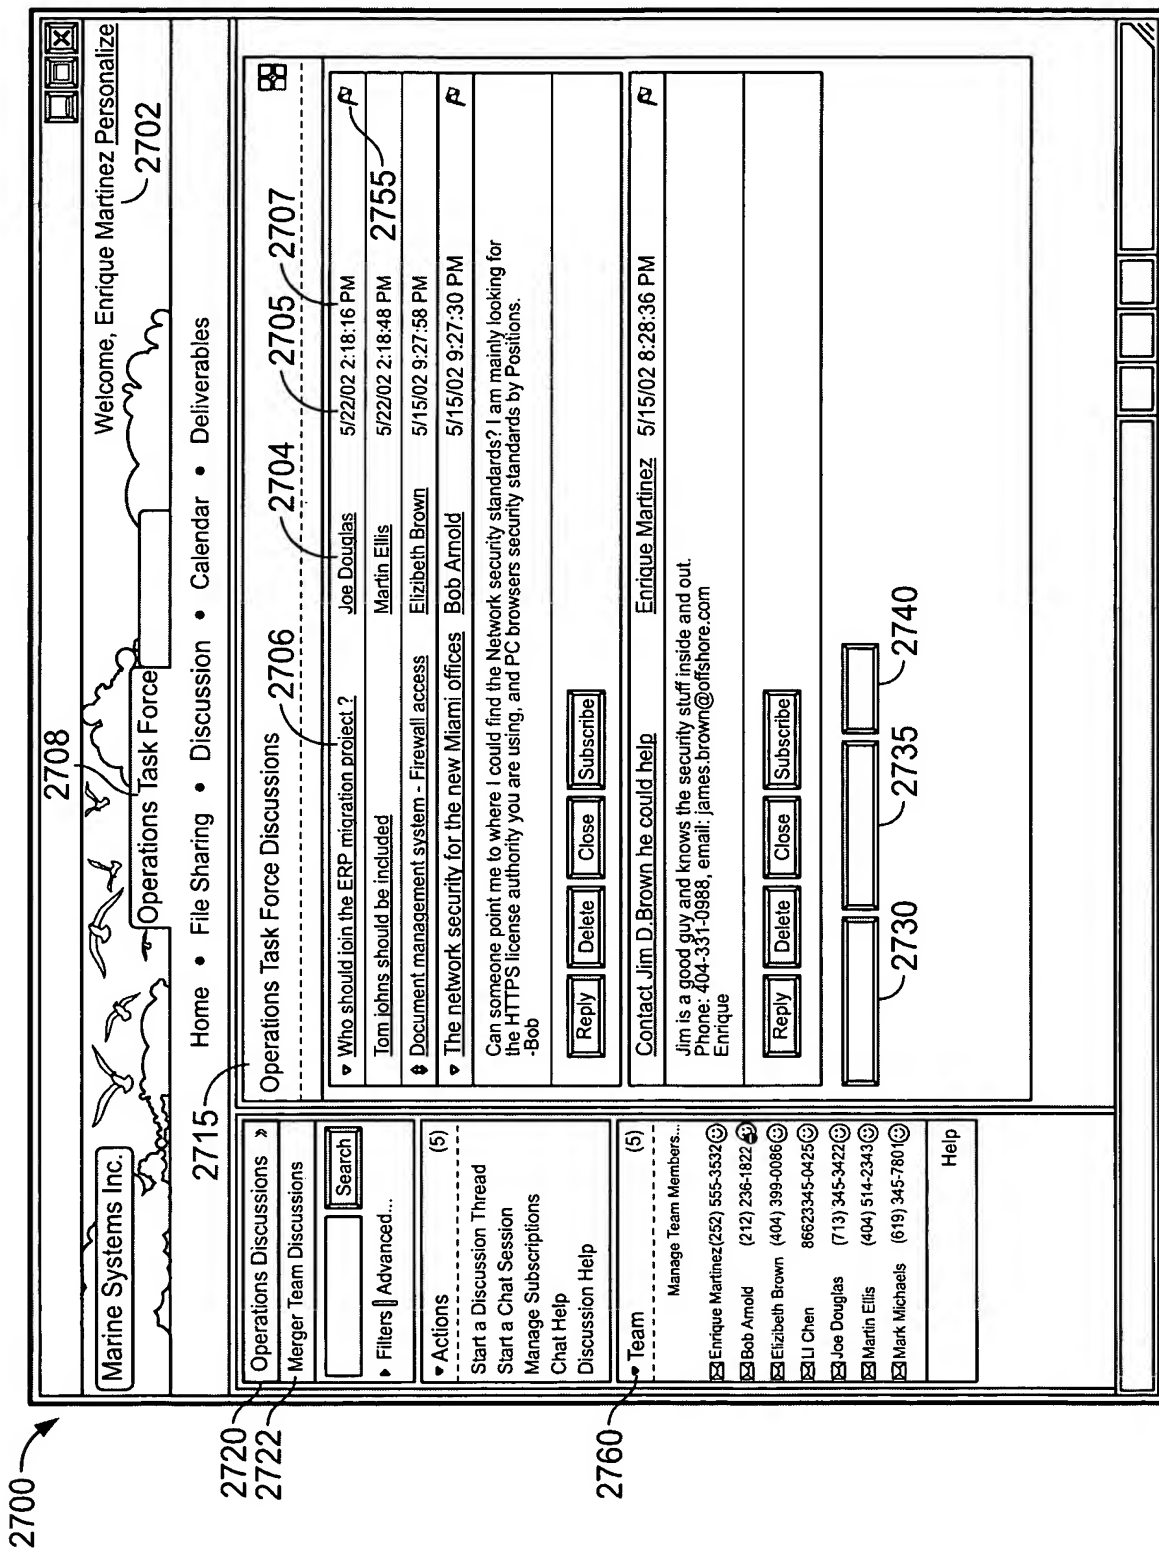 2700
2708
Marine Systems Inc.
Operations Task Force
Welcome, Enrique Martinez Personalize
2702
Home • File Sharing • Discussion • Calendar • Deliverables
2715
2720
2722
Operations Discussions »
Merger Team Discussions
Search
Filters Advanced...
Actions (5)
Start a Discussion Thread
Start a Chat Session
Manage Subscriptions
Chat Help
Discussion Help
2760
Team (5)
Manage Team Members...
Enrique Martinez (252) 555-3532
Bob Arnold (212) 236-1822
Elizibeth Brown (404) 399-0086
LI Chen 86623345-0425
Joe Douglas (713) 345-3422
Martin Ellis (404) 514-2343
Mark Michaels (619) 345-7801
Help
Operations Task Force Discussions
2706
2704
2705
2707
Who should join the ERP migration project ? Joe Douglas 5/22/02 2:18:16 PM
Tom johns should be included Martin Ellis 5/22/02 2:18:48 PM
2755
Document management system - Firewall access Elizibeth Brown 5/15/02 9:27:58 PM
The network security for the new Miami offices Bob Arnold 5/15/02 9:27:30 PM
Can someone point me to where I could find the Network security standards? I am mainly looking for
the HTTPS license authority you are using, and PC browsers security standards by Positions.
-Bob
Reply Delete Close Subscribe
Contact Jim D.Brown he could help Enrique Martinez 5/15/02 8:28:36 PM
Jim is a good guy and knows the security stuff inside and out.
Phone: 404-331-0988, email: james.brown@offshore.com
Enrique
Reply Delete Close Subscribe
2730
2735
2740